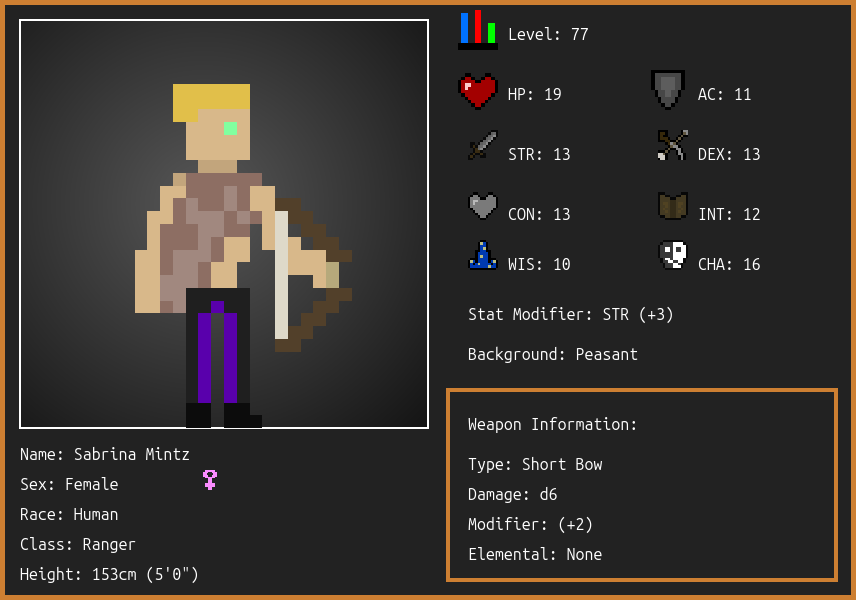 Level: 77
HP: 19
AC: 11
STR: 13
DEX: 13
CON: 13
INT: 12
WIS: 10
CHA: 16
Stat Modifier: STR (+3)
Background: Peasant
Weapon Information:
Type: Short Bow
Damage: d6
Modifier: (+2)
Elemental: None
Name: Sabrina Mintz
Sex: Female
Race: Human
Class: Ranger
Height: 153cm (5'0")